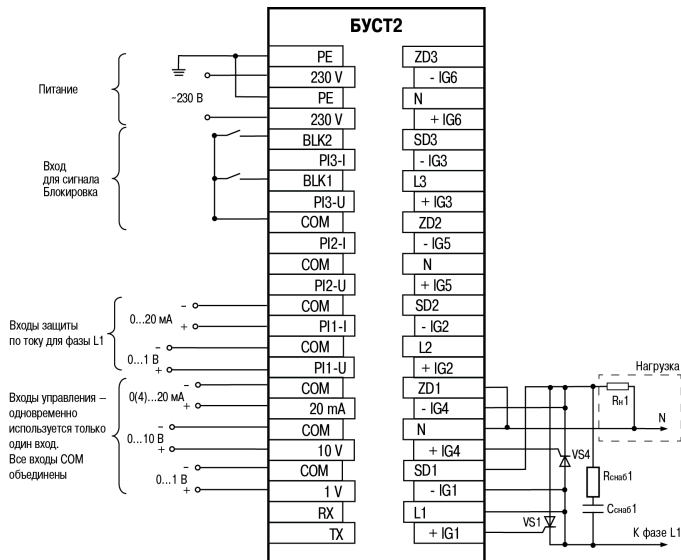 БУСТ2
Питание
~230 В
Вход
для сигнала
Блокировка
Входы защиты
по току для фазы L1
–
0...20 мА
+
–
0...1 В
+
Входы управления –
одновременно
используется только
один вход.
Все входы COM
объединены
–
0(4)...20 мА
+
–
0...10 В
+
–
0...1 В
+
PE
230 V
PE
230 V
BLK2
PI3-I
BLK1
PI3-U
COM
PI2-I
COM
PI2-U
COM
PI1-I
COM
PI1-U
COM
20 mA
COM
10 V
COM
1 V
RX
TX
ZD3
- IG6
N
+ IG6
SD3
- IG3
L3
+ IG3
ZD2
- IG5
N
+ IG5
SD2
- IG2
L2
+ IG2
ZD1
- IG4
N
+ IG4
SD1
- IG1
L1
+ IG1
Нагрузка
Rн1
N
VS4
Rснаб1
Cснаб1
VS1
К фазе L1